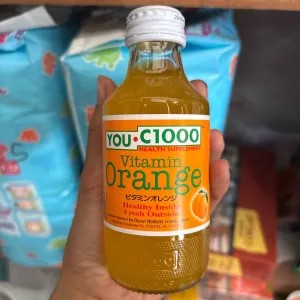 YOU·C1000
HEALTH SUPPLEMENT
Vitamin
Orange
ビタミンオレンジ
Healthy Inside
Fresh Outside